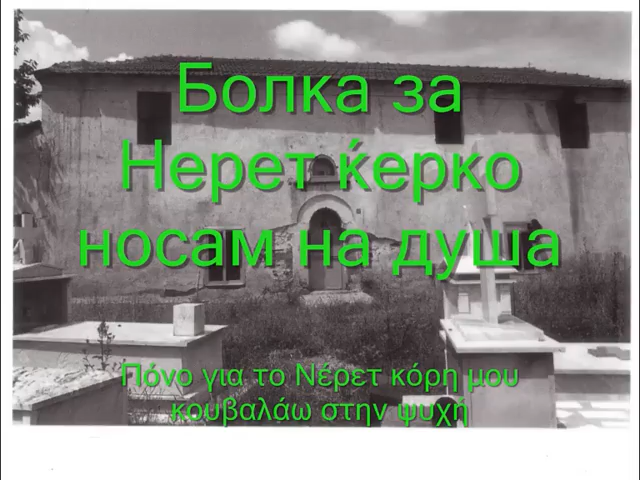 Болка за
Нерет ќерко
носам на душа
Πόνο για το Νέρετ κόρη μου
κουβαλάω στην ψυχή